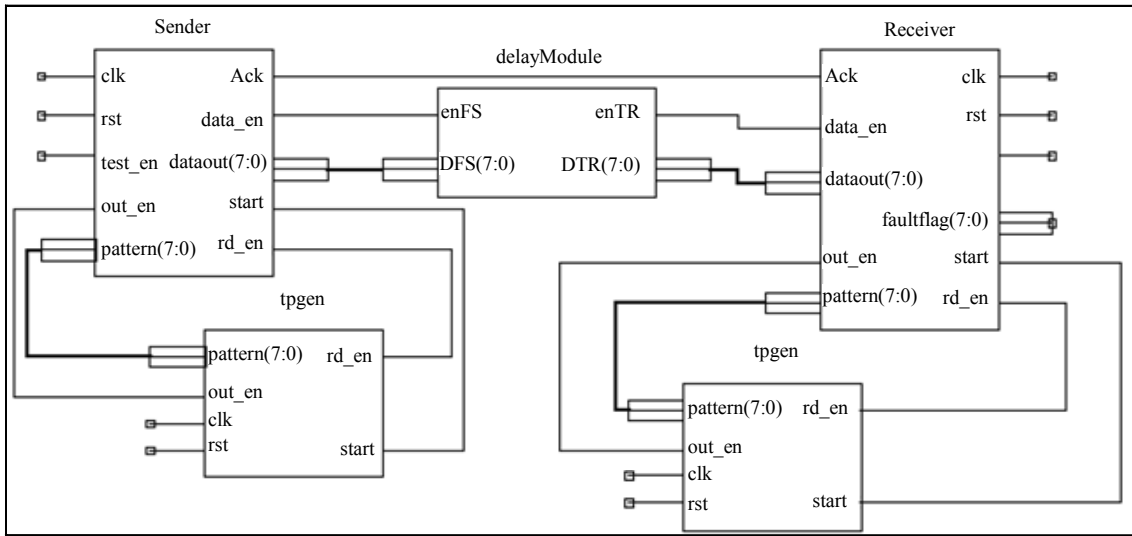 Sender
clk
Ack
rst
data_en
test_en
dataout(7:0)
out_en
start
pattern(7:0)
rd_en
delayModule
enFS
enTR
DFS(7:0)
DTR(7:0)
Receiver
Ack
clk
data_en
rst
dataout(7:0)
faultflag(7:0)
out_en
start
pattern(7:0)
rd_en
tpgen
pattern(7:0)
rd_en
out_en
clk
rst
start
tpgen
pattern(7:0)
rd_en
out_en
clk
rst
start